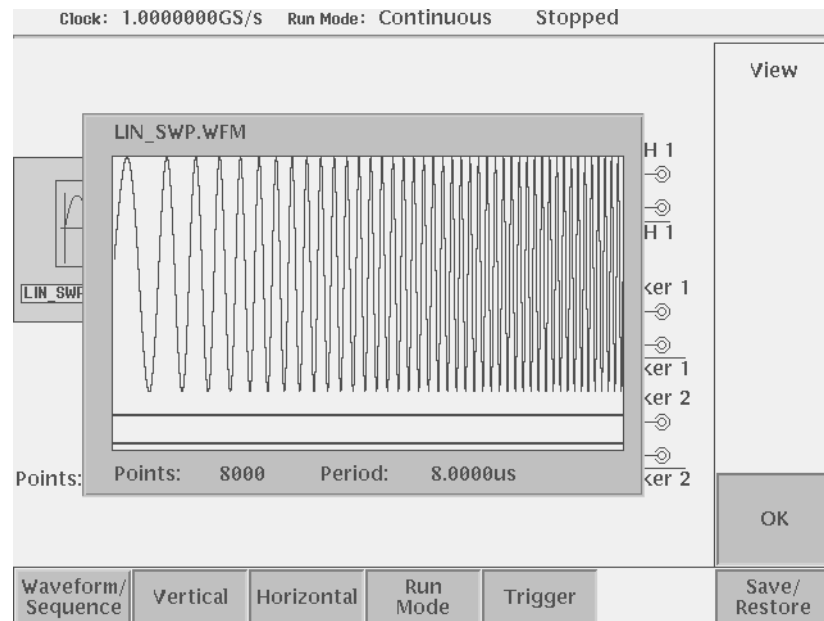 Clock: 1.0000000GS/s Run Mode: Continuous Stopped
View
LIN_SWP.WFM
H 1
H 1
LIN_SWP
ker 1
ker 1
ker 2
ker 2
Points:
Points: 8000 Period: 8.0000us
OK
Waveform/
Sequence
Vertical
Horizontal
Run
Mode
Trigger
Save/
Restore